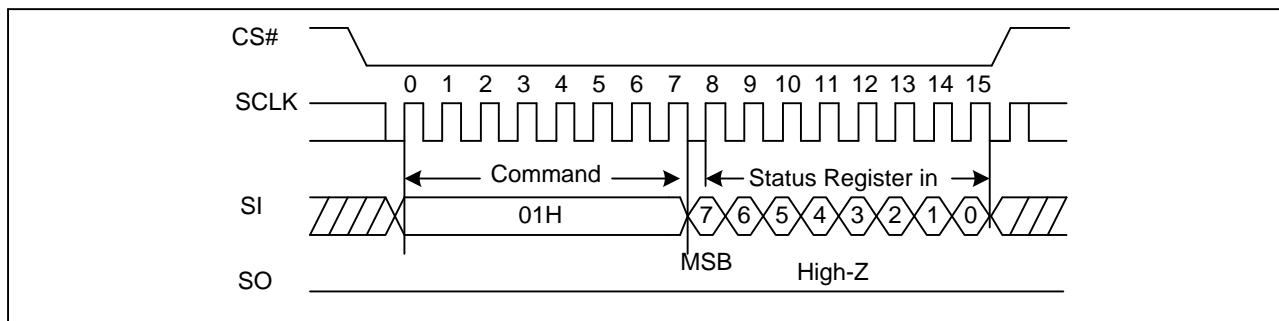 CS#
0 1 2 3 4 5 6 7 8 9 10 11 12 13 14 15
SCLK
Command Status Register in
SI 01H 7 6 5 4 3 2 1 0
MSB High-Z
SO